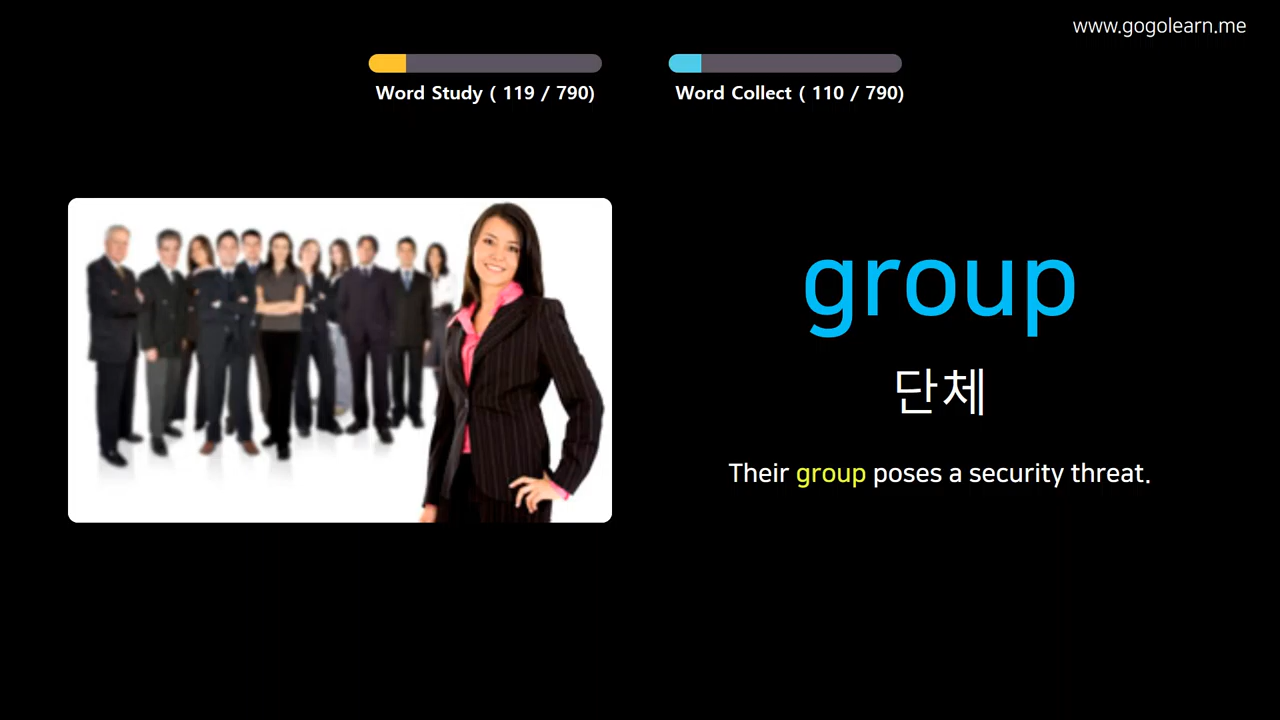 www.gogolearn.me
Word Study ( 119 / 790)
Word Collect ( 110 / 790)
group
단체
Their group poses a security threat.